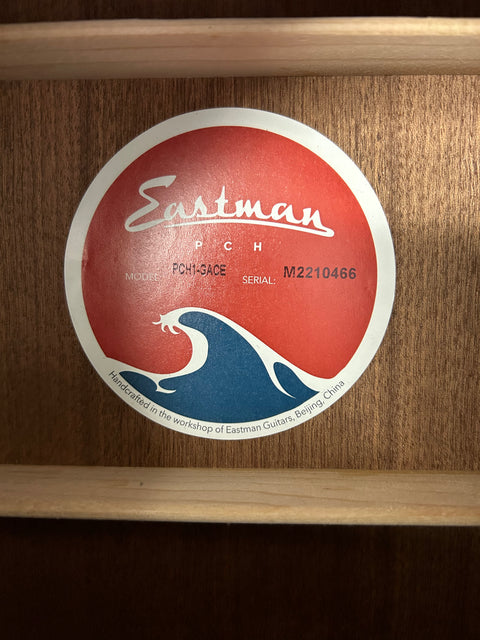 Eastman
PCH
MODEL: PCH1-GACE SERIAL: M2210466
Handcrafted in the workshop of Eastman Guitars, Beijing, China